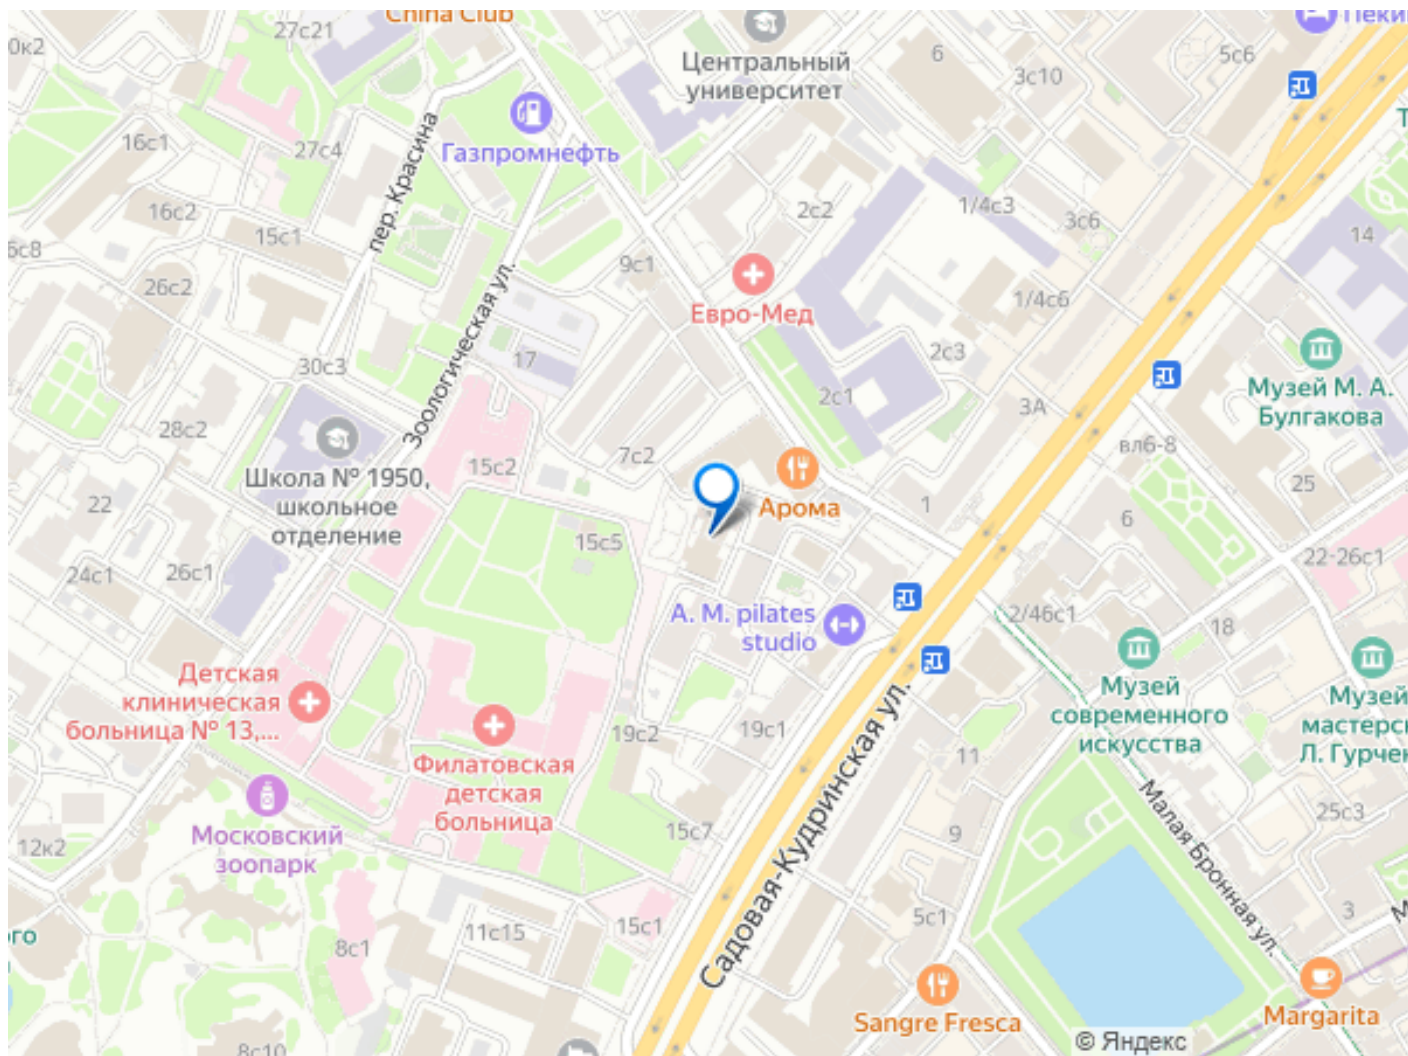 China Club
27с21
0к2
Центральный
университет
6
3с10
5с6
Пеки
Газпромнефть
16с1
27с4
пер. Красина
16с2
15с1
6с8
26с2
Зоологическая ул.
9с1
2с2
1/4с3
3с6
14
Евро-Мед
1/4с6
2с3
17
30с3
2с1
3А
Музей М. А.
Булгакова
28с2
7с2
15с2
вл6-8
Школа № 1950,
школьное
отделение
22
Арома
1
25
6
15с5
22-26с1
24с1
26с1
A. M. pilates
studio
2/46с1
18
Детская
клиническая
больница № 13,...
Музей
современного
искусства
Музей
мастерс
Л. Гурчен
19с2
19с1
11
Филатовская
детская
больница
Садовая-Кудринская ул.
Малая Бронная ул.
25с3
Московский
зоопарк
12к2
15с7
9
5с1
3
15с1
11с15
8с1
ого
Sangre Fresca
Margarita
8с10
© Яндекс